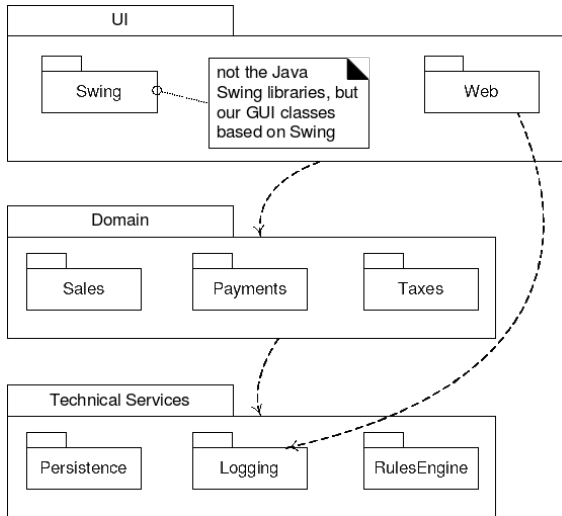 UI
Swing
not the Java
Swing libraries, but
our GUI classes
based on Swing
Web
Domain
Sales
Payments
Taxes
Technical Services
Persistence
Logging
RulesEngine